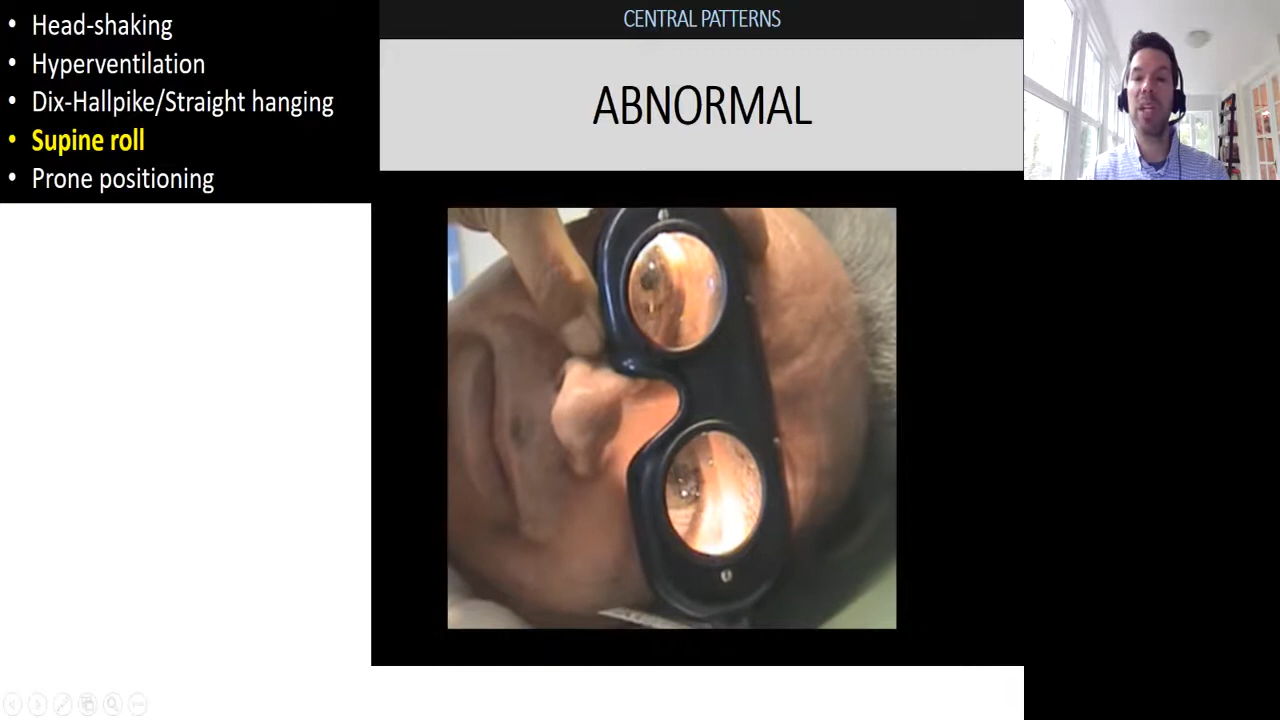 • Head-shaking
• Hyperventilation
• Dix-Hallpike/Straight hanging
• Supine roll
• Prone positioning
CENTRAL PATTERNS
ABNORMAL